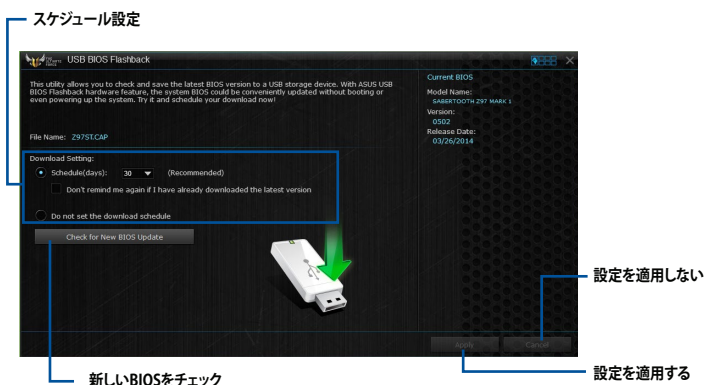 スケジュール設定
USB BIOS Flashback
This utility allows you to check and save the latest BIOS version to a USB storage device. With ASUS USB
BIOS Flashback hardware feature, the system BIOS could be conveniently updated without booting or
even powering up the system. Try it and schedule your download now!
File Name: Z97ST.CAP
Download Setting:
Schedule(days): 30 (Recommended)
Don't remind me again if I have already downloaded the latest version
Do not set the download schedule
Check for New BIOS Update
Current BIOS
Model Name:
SABERTOOTH Z97 MARK 1
Version:
0502
Release Date:
03/26/2014
Apply
Cancel
設定を適用しない
設定を適用する
新しいBIOSをチェック